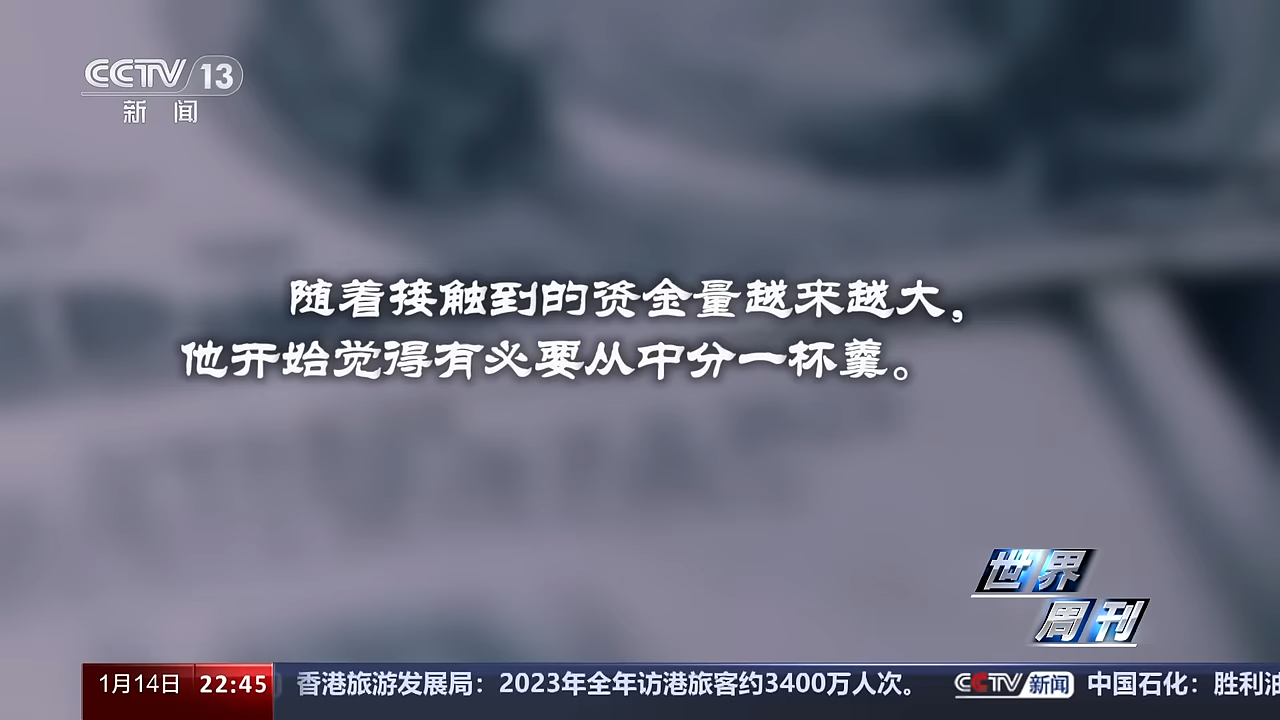 CCTV 13
新闻
随着接触到的资金量越来越大，
他开始觉得有必要从中分一杯羹。
世界
周刊
1月14日 22:45 香港旅游发展局：2023年全年访港旅客约3400万人次。 CCTV新闻 中国石化：胜利油